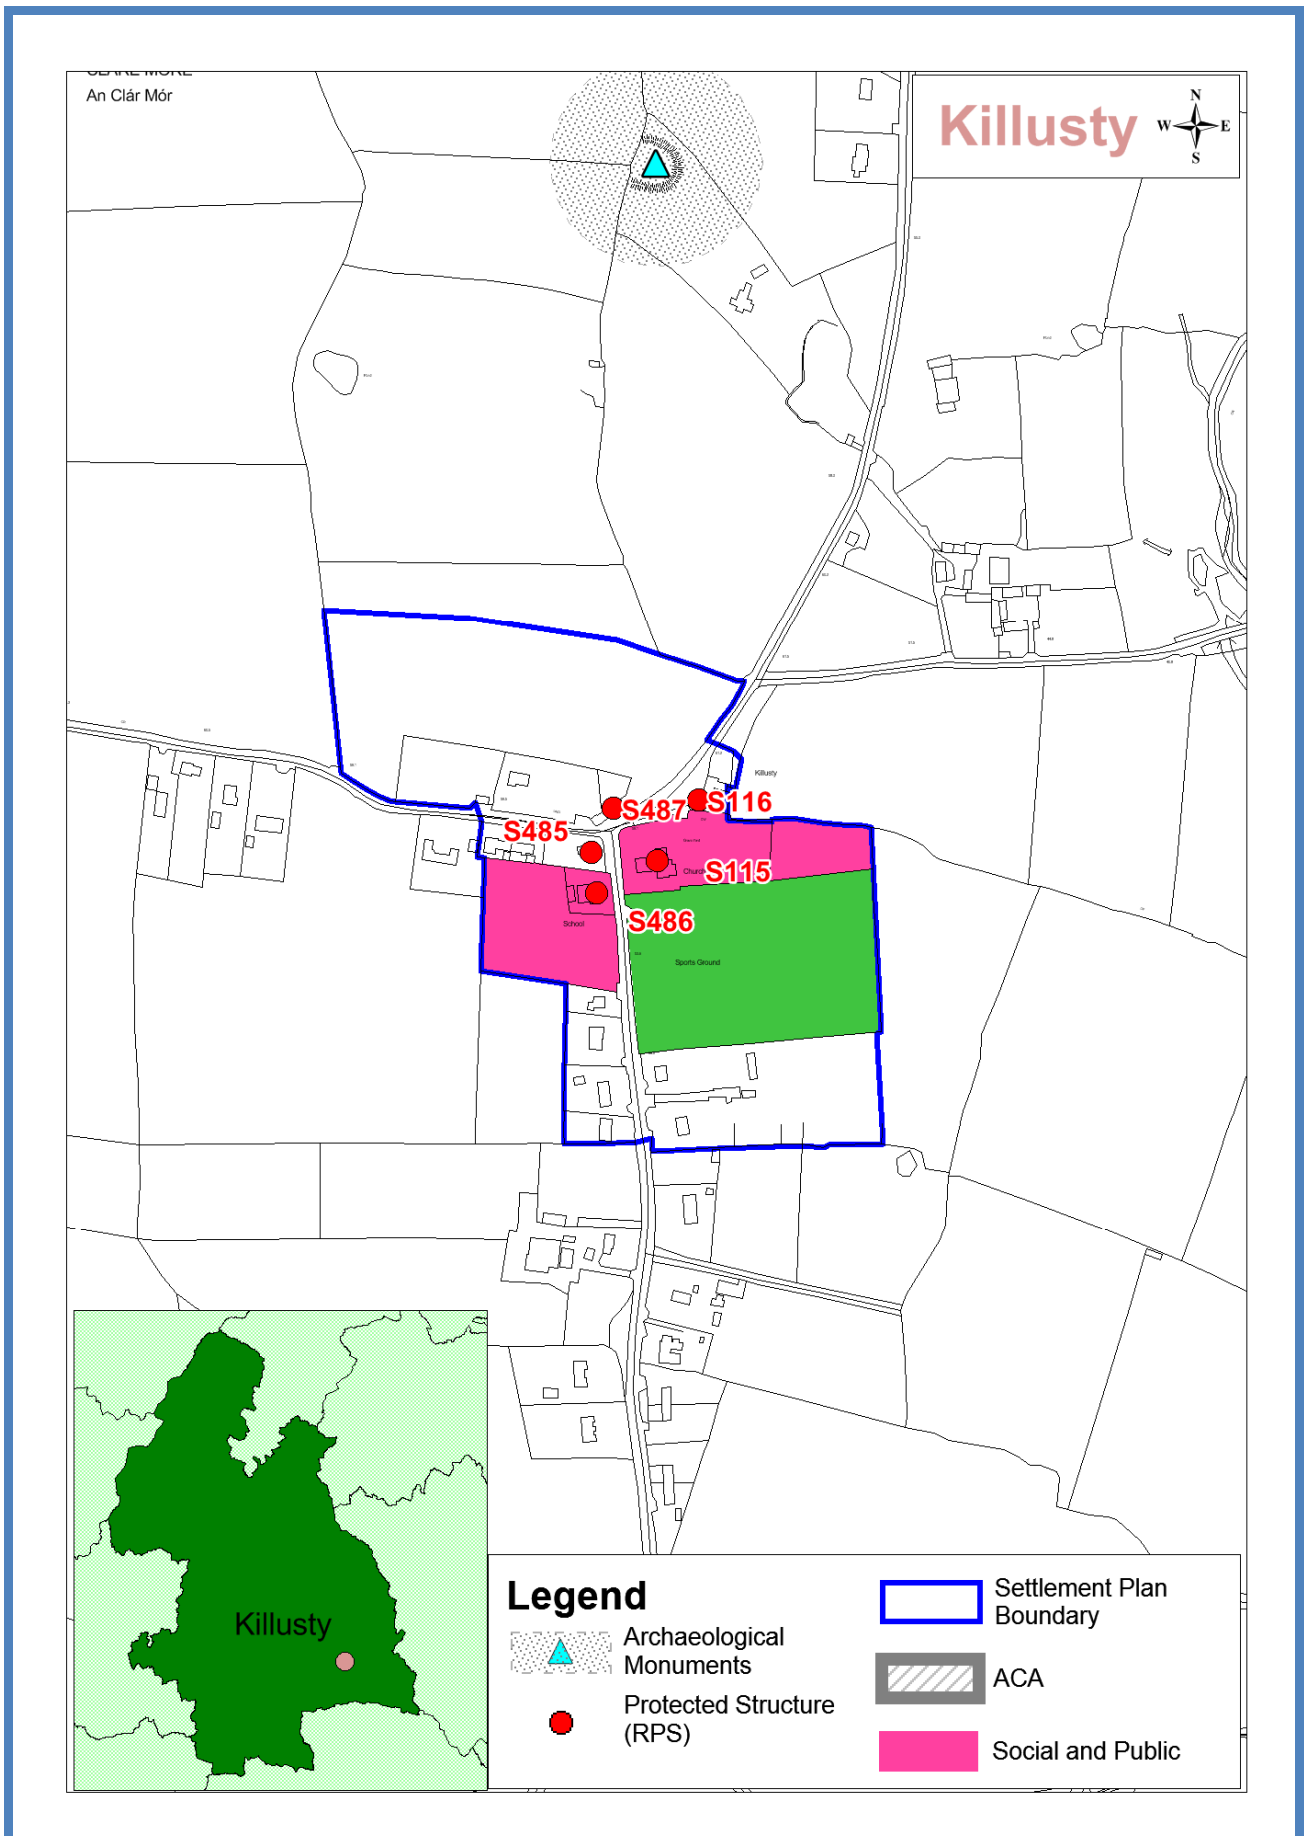 An Clár Mór
Killusty
N
W E
S
Killusty
S487
S116
S485
Church
S115
S486
School
Sports Ground
Killusty
Legend
Archaeological
Monuments
Protected Structure
(RPS)
Settlement Plan
Boundary
ACA
Social and Public